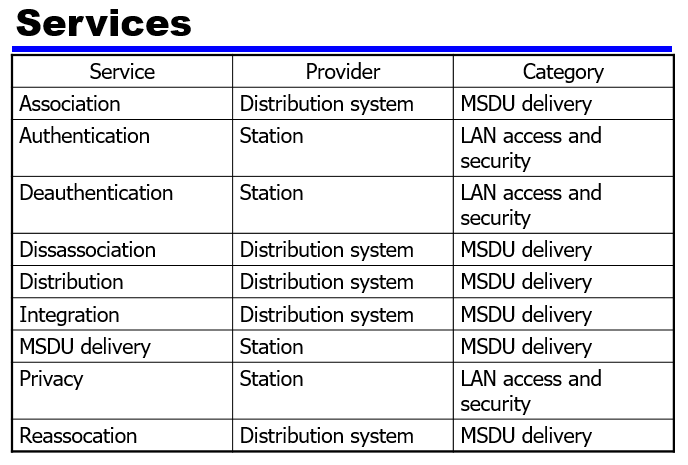 Services
Service Provider Category
Association Distribution system MSDU delivery
Authentication Station LAN access and
security
Deauthentication Station LAN access and
security
Dissassociation Distribution system MSDU delivery
Distribution Distribution system MSDU delivery
Integration Distribution system MSDU delivery
MSDU delivery Station MSDU delivery
Privacy Station LAN access and
security
Reassocation Distribution system MSDU delivery